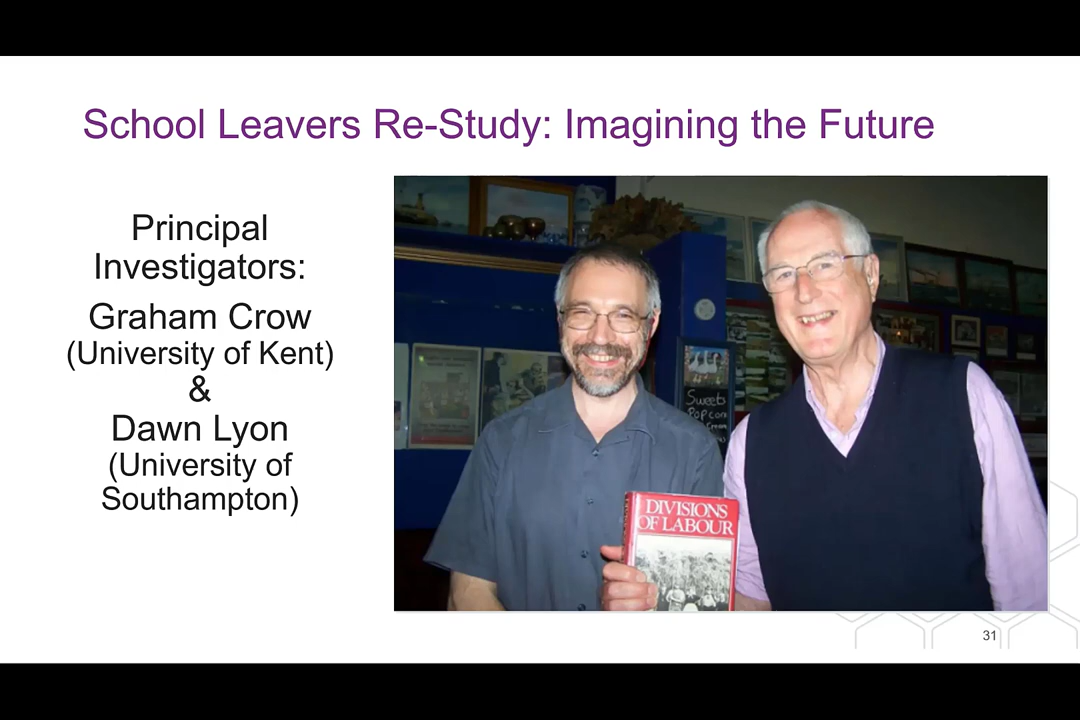 School Leavers Re-Study: Imagining the Future
Principal
Investigators:
Graham Crow
(University of Kent)
&
Dawn Lyon
(University of
Southampton)
Sweets
Popcorn
DIVISIONS
OF LABOUR
31